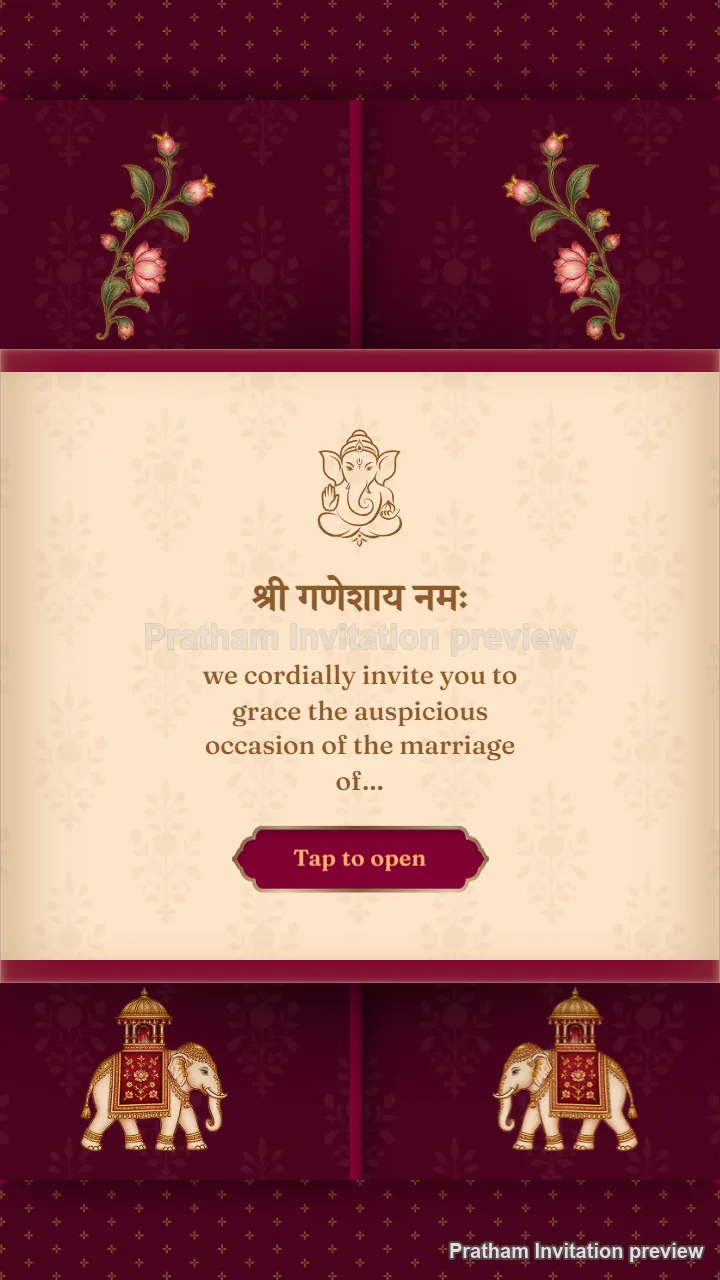 श्री गणेशाय नमः
Pratham Invitation preview
we cordially invite you to
grace the auspicious
occasion of the marriage
of...
Tap to open
Pratham Invitation preview